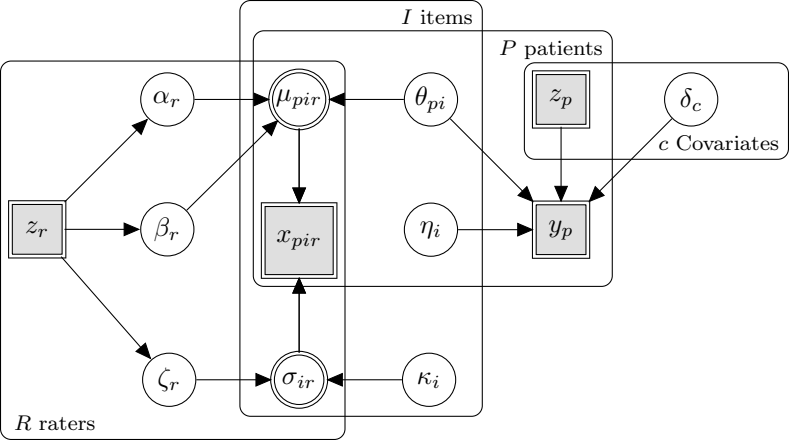 I items
P patients
α_r
μ_pir
θ_pi
z_p
δ_c
c Covariates
z_r
β_r
x_pir
η_i
y_p
ζ_r
σ_ir
κ_i
R raters